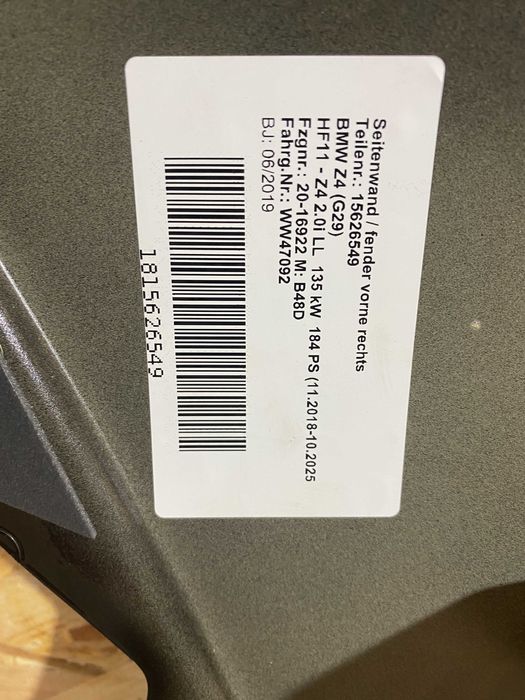 Seitenwand / fender vorne rechts
Teilenr.: 15626549
BMW Z4 (G29)
HF11 - Z4 2.0i LL 135 kW 184 PS (11.2018-10.2025
Fzgnr.: 20-16922 M: B48D
Fahrg.Nr.: WW47092
BJ: 06/2019
1815626549